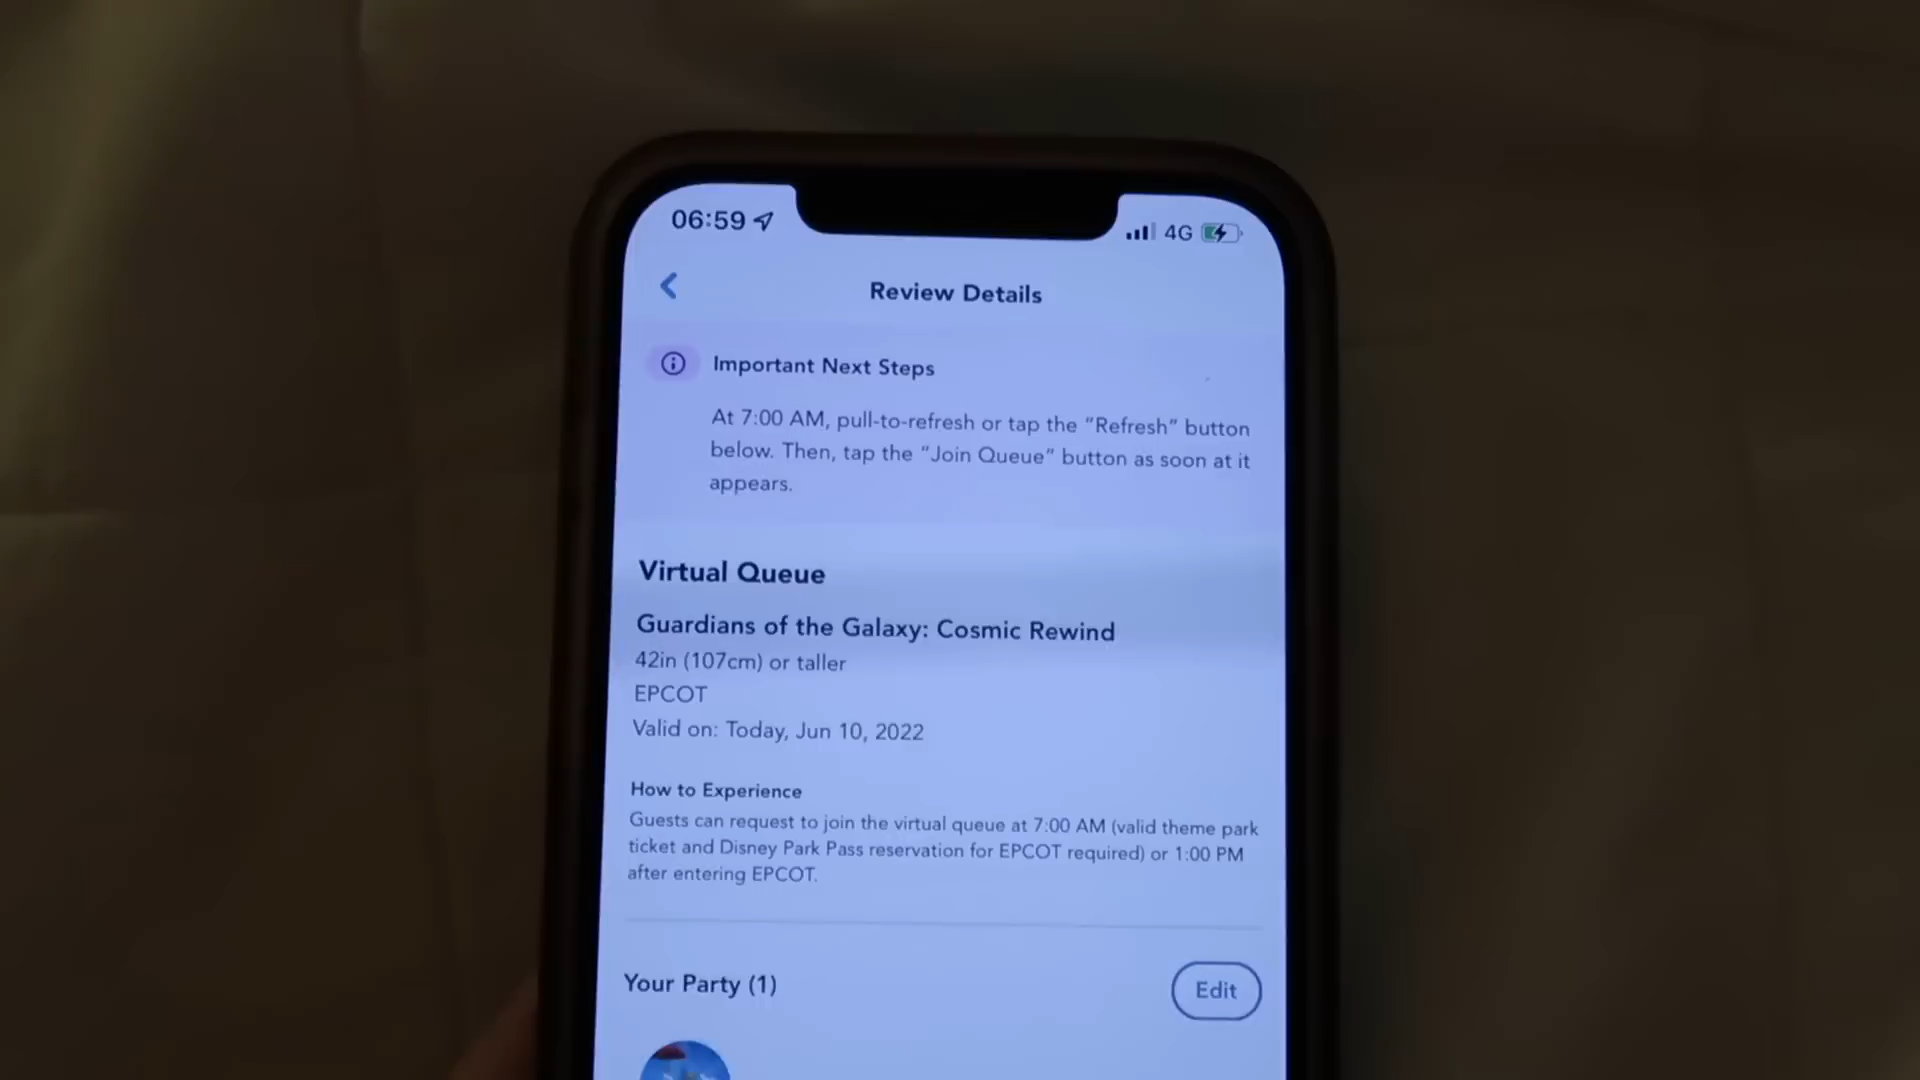 06:59
4G
Review Details
Important Next Steps
At 7:00 AM, pull-to-refresh or tap the “Refresh” button
below. Then, tap the “Join Queue” button as soon at it
appears.
Virtual Queue
Guardians of the Galaxy: Cosmic Rewind
42in (107cm) or taller
EPCOT
Valid on: Today, Jun 10, 2022
How to Experience
Guests can request to join the virtual queue at 7:00 AM (valid theme park
ticket and Disney Park Pass reservation for EPCOT required) or 1:00 PM
after entering EPCOT.
Your Party (1)
Edit